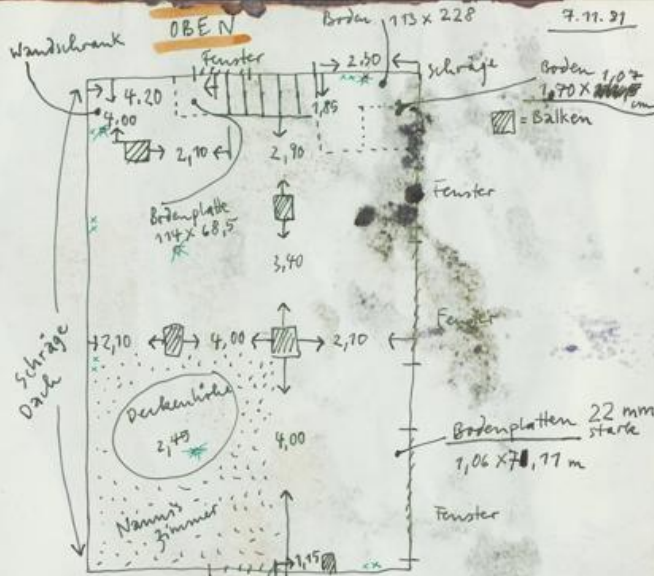 OBEN
Boden 113 x 228
7.11.81
Wandschrank
Fenster
2.30
Schräge
Boden
1,07
1,70 x
cm
= Balken
4.20
4.00
1,85
2,10
2,90
Bodenplatte
114 x 68,5
Fenster
3,40
Fenster
Schräge
Dach
2,10
4,00
2,10
Deckenhöhe
2,45
4,00
Bodenplatten 22 mm
stark
1,06 x 71,11 m
Nannis
Zimmer
Fenster
1,15